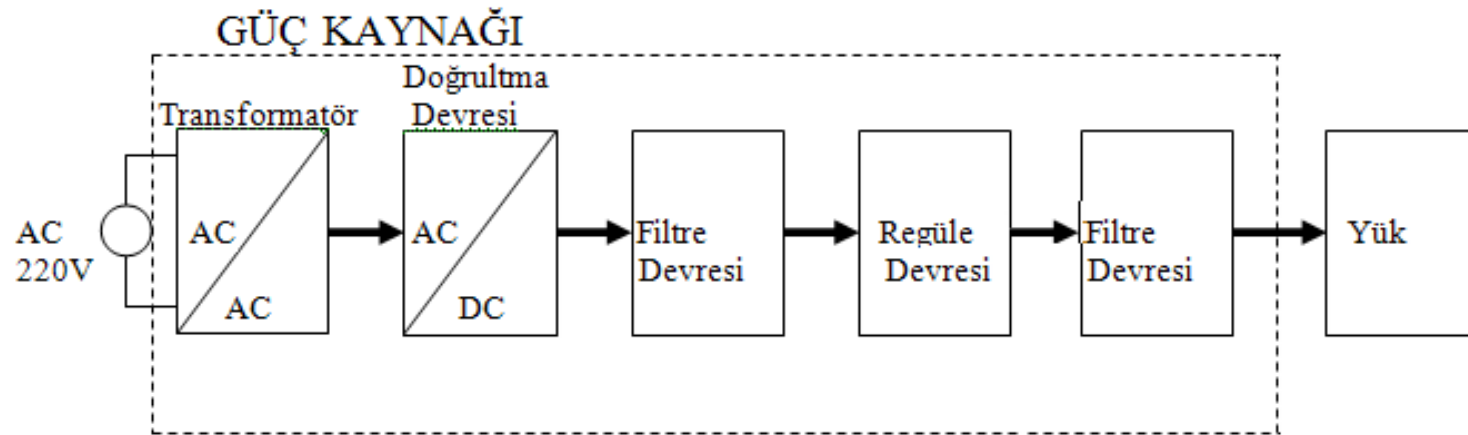 GÜÇ KAYNAĞI
Transformatör
Doğrultma
Devresi
AC
220V
AC
AC
AC
DC
Filtre
Devresi
Regüle
Devresi
Filtre
Devresi
Yük